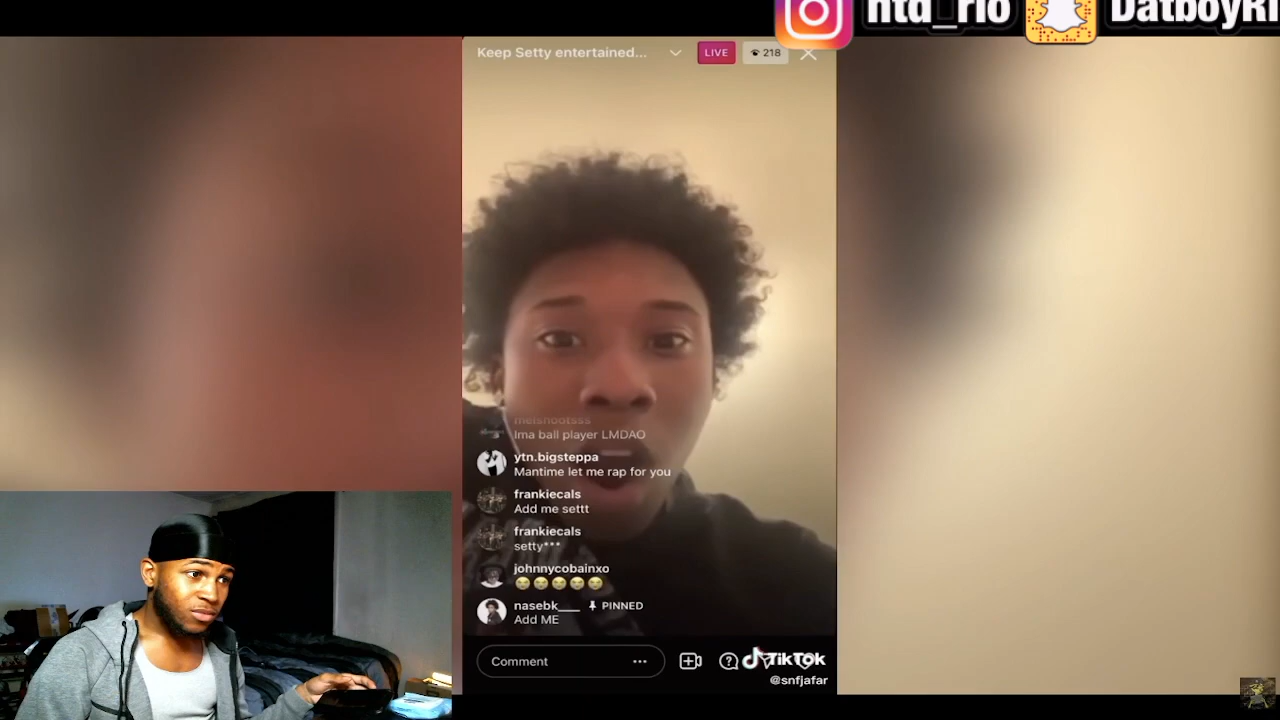 ntd_rio
DatboyRI
Keep Setty entertained...
LIVE
218
meishootsss
Ima ball player LMDAO
ytn.bigsteppa
Mantime let me rap for you
frankiecals
Add me settt
frankiecals
setty***
johnnycobainxo
😭😭😭😭😭
nasebk___ PINNED
Add ME
Comment
TikTok
@snfjafar